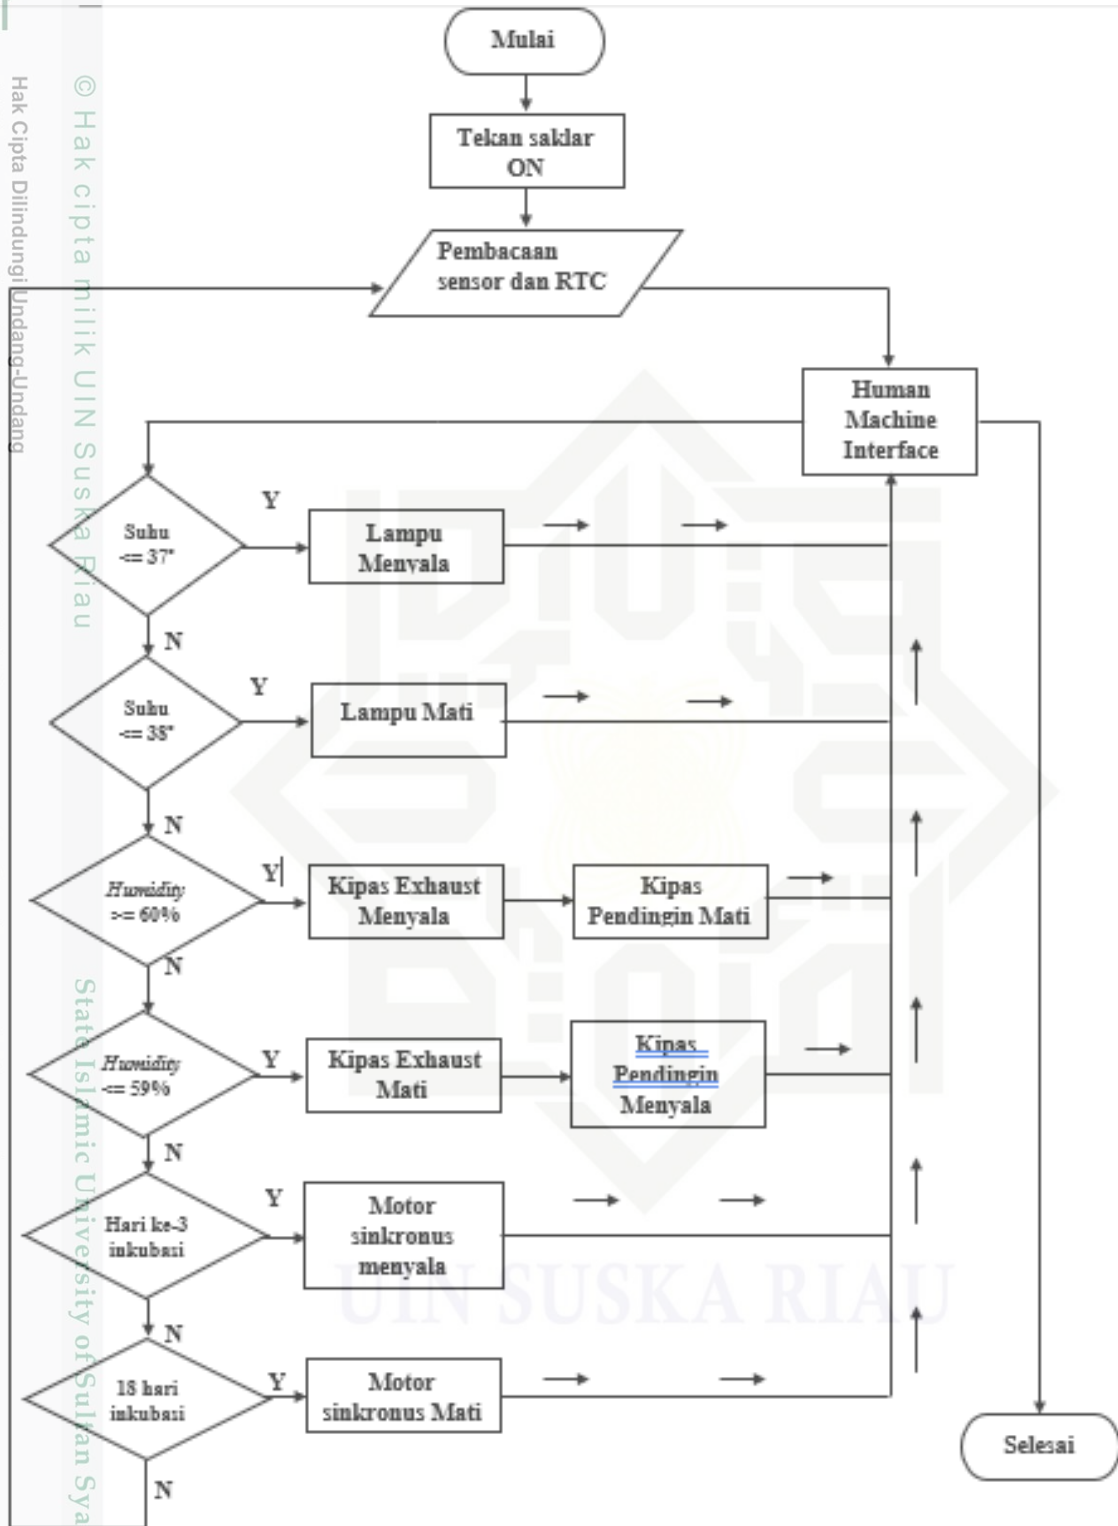 Hak Cipta Dilindungi Undang-Undang
© Hak cipta milik UIN Suska Riau
State Islamic University of Sultan Sya
Mulai
Tekan saklar
ON
Pembacaan
sensor dan RTC
Human
Machine
Interface
Suhu
<= 37°
Y
Lampu
Menyala
N
Suhu
<= 38°
Y
Lampu Mati
N
Humidity
>= 60%
Y
Kipas Exhaust
Menyala
Kipas
Pendingin Mati
N
Humidity
<= 59%
Y
Kipas Exhaust
Mati
Kipas
Pendingin
Menyala
N
Hari ke-3
inkubasi
Y
Motor
sinkronus
menyala
UIN SUSKA RIAU
N
18 hari
inkubasi
Y
Motor
sinkronus Mati
Selesai
N